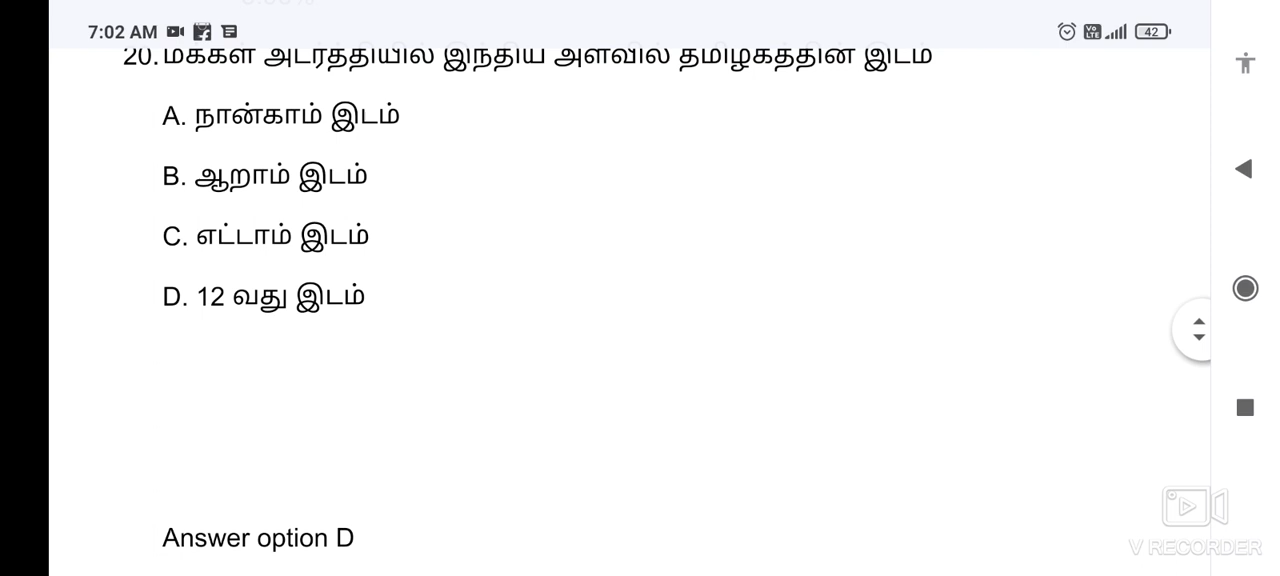 7:02 AM
42
20. மக்கள் அடர்த்தியில் இந்திய அளவில் தமிழகத்தின் இடம்
A. நான்காம் இடம்
B. ஆறாம் இடம்
C. எட்டாம் இடம்
D. 12 வது இடம்
Answer option D
V RECORDER